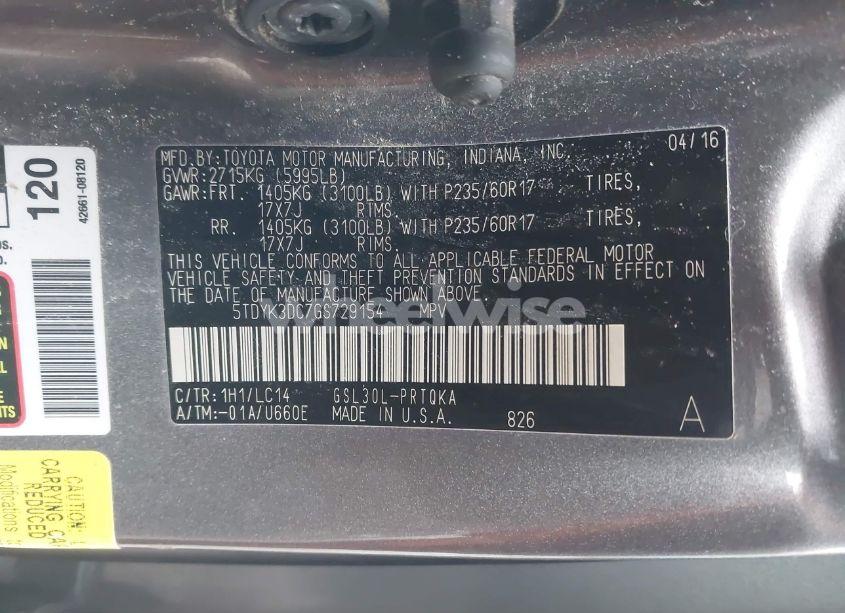 MFD.BY:TOYOTA MOTOR MANUFACTURING, INDIANA, INC. 04/16
GVWR:2715KG (5995LB)
GAWR:FRT. 1405KG (3100LB) WITH P235/60R17 TIRES,
17X7J RIMS.
RR. 1405KG (3100LB) WITH P235/60R17 TIRES,
17X7J RIMS.
THIS VEHICLE CONFORMS TO ALL APPLICABLE FEDERAL MOTOR
VEHICLE SAFETY AND THEFT PREVENTION STANDARDS IN EFFECT ON
THE DATE OF MANUFACTURE SHOWN ABOVE.
5TDYK3DC7GS729154 MPV
C/TR:1H1/LC14 GSL30L-PRTQKA
A/TM:-01A/U660E MADE IN U.S.A. 826 A
wheelwise
120
42661-08120
CAUTION:
CARRYING
REDUCED
Modifications